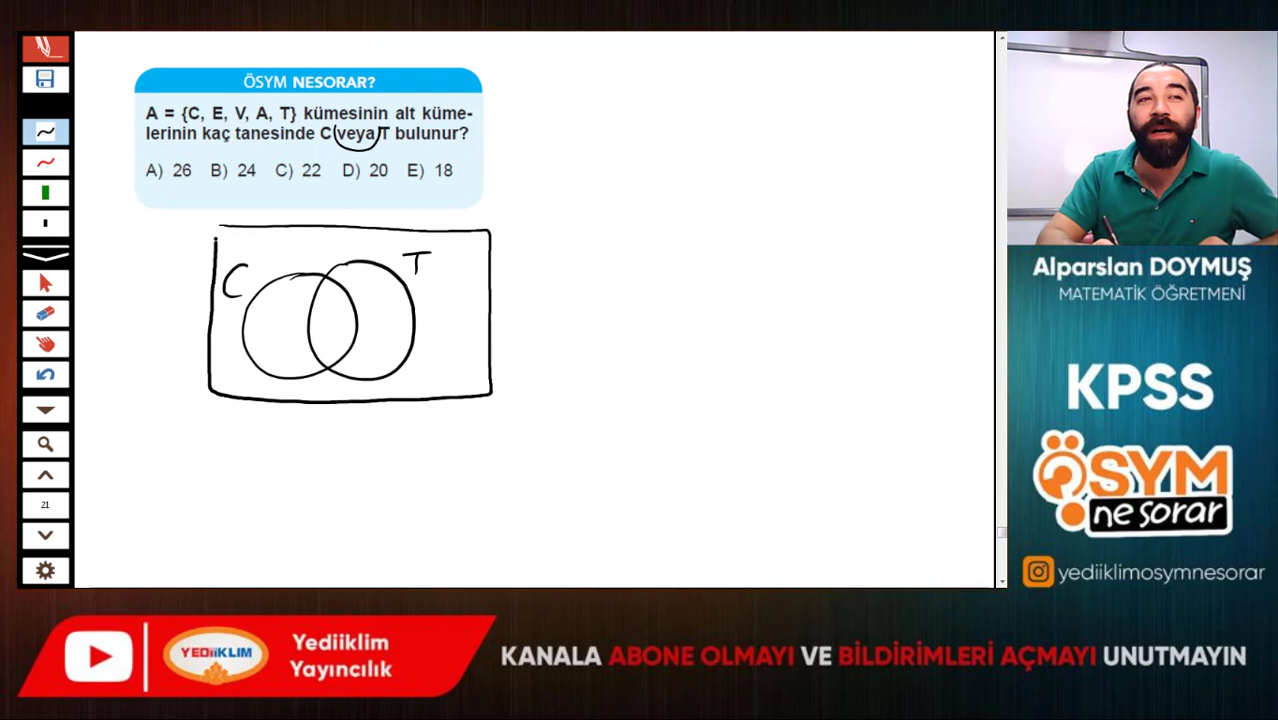 ÖSYM NESORAR?
A = {C, E, V, A, T} kümesinin alt küme-
lerinin kaç tanesinde C veya T bulunur?
A) 26 B) 24 C) 22 D) 20 E) 18
C
T
21
Alparslan DOYMUŞ
MATEMATİK ÖĞRETMENİ
KPSS
ÖSYM
ne sorar
yediiklimosymnesorar
YEDİİKLİM
Yediiklim
Yayıncılık
KANALA ABONE OLMAYI VE BİLDİRİMLERİ AÇMAYI UNUTMAYIN